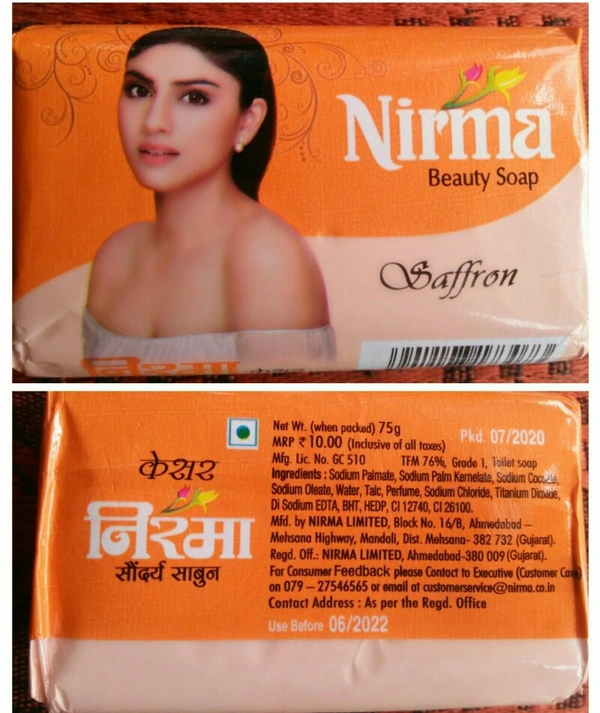 Nirma
Beauty Soap
Saffron
निरमा केसर
केसर
निरमा
सौंदर्य साबुन
Net Wt. (when packed) 75g
MRP ₹ 10.00 (Inclusive of all taxes)
Pkd. 07/2020
Mfg. Lic. No. GC 510 TFM 76%, Grade 1, Toilet soap
Ingredients : Sodium Palmate, Sodium Palm Kernelate, Sodium Cocoate,
Sodium Oleate, Water, Talc, Perfume, Sodium Chloride, Titanium Dioxide,
Di Sodium EDTA, BHT, HEDP, CI 12740, CI 26100.
Mfd. by NIRMA LIMITED, Block No. 16/B, Ahmedabad –
Mehsana Highway, Mandali, Dist. Mehsana- 382 732 (Gujarat).
Regd. Off.: NIRMA LIMITED, Ahmedabad-380 009 (Gujarat).
For Consumer Feedback please Contact to Executive (Customer Care)
on 079 – 27546565 or email at customerservice@nirma.co.in
Contact Address : As per the Regd. Office
Use Before 06/2022